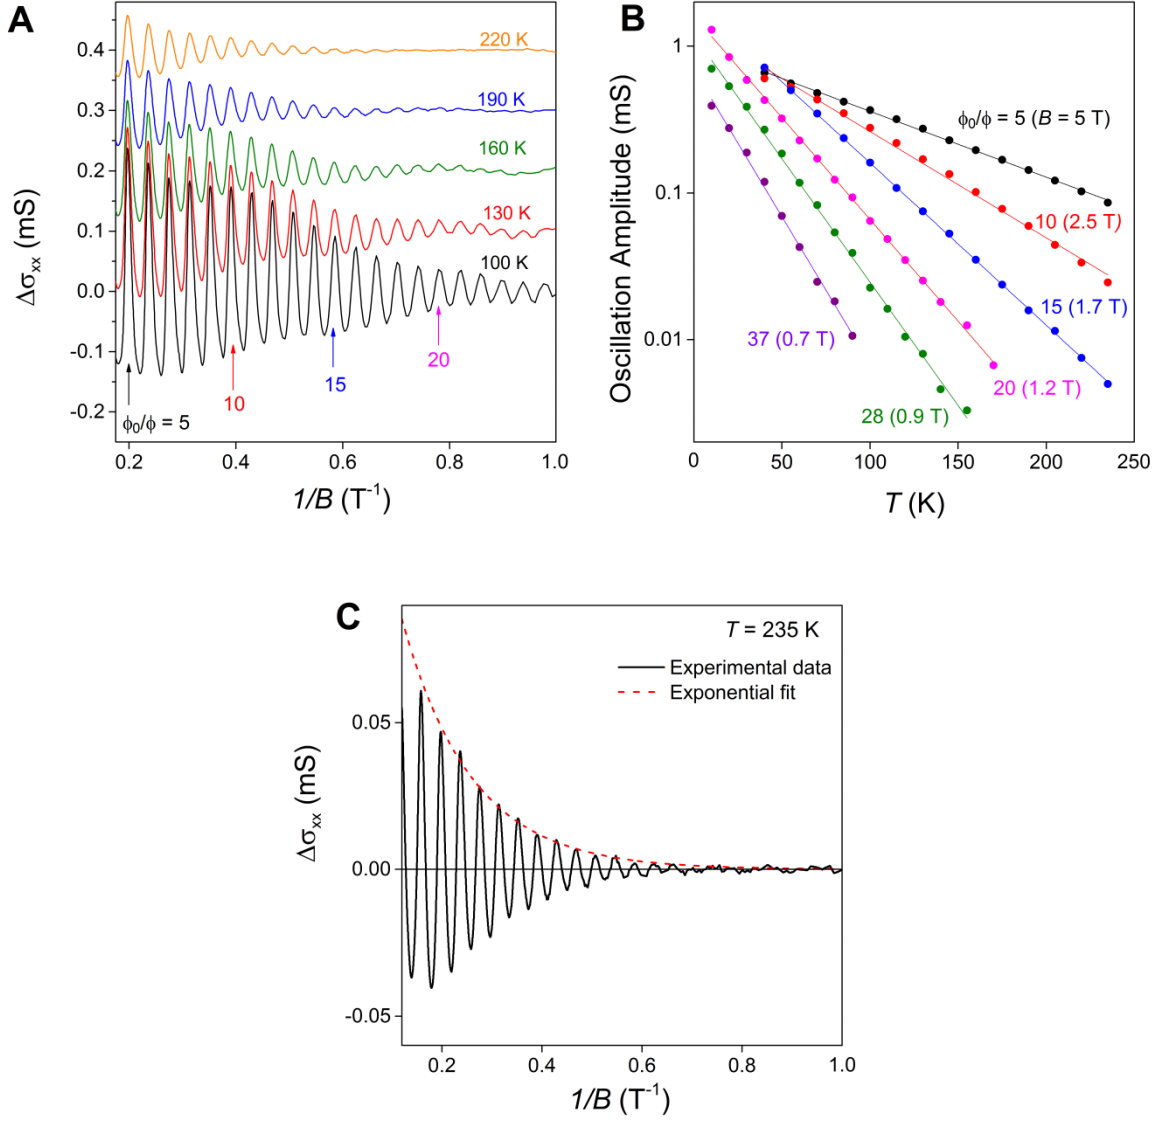 A
Δσxx (mS)
0.4
0.3
0.2
0.1
0.0
-0.1
-0.2
220 K
190 K
160 K
130 K
100 K
ϕ0/ϕ = 5
10
15
20
0.2
0.4
0.6
0.8
1.0
1/B (T-1)
B
Oscillation Amplitude (mS)
1
0.1
0.01
ϕ0/ϕ = 5 (B = 5 T)
10 (2.5 T)
15 (1.7 T)
37 (0.7 T)
20 (1.2 T)
28 (0.9 T)
0
50
100
150
200
250
T (K)
C
T = 235 K
Experimental data
Exponential fit
Δσxx (mS)
0.05
0.00
-0.05
0.2
0.4
0.6
0.8
1.0
1/B (T-1)